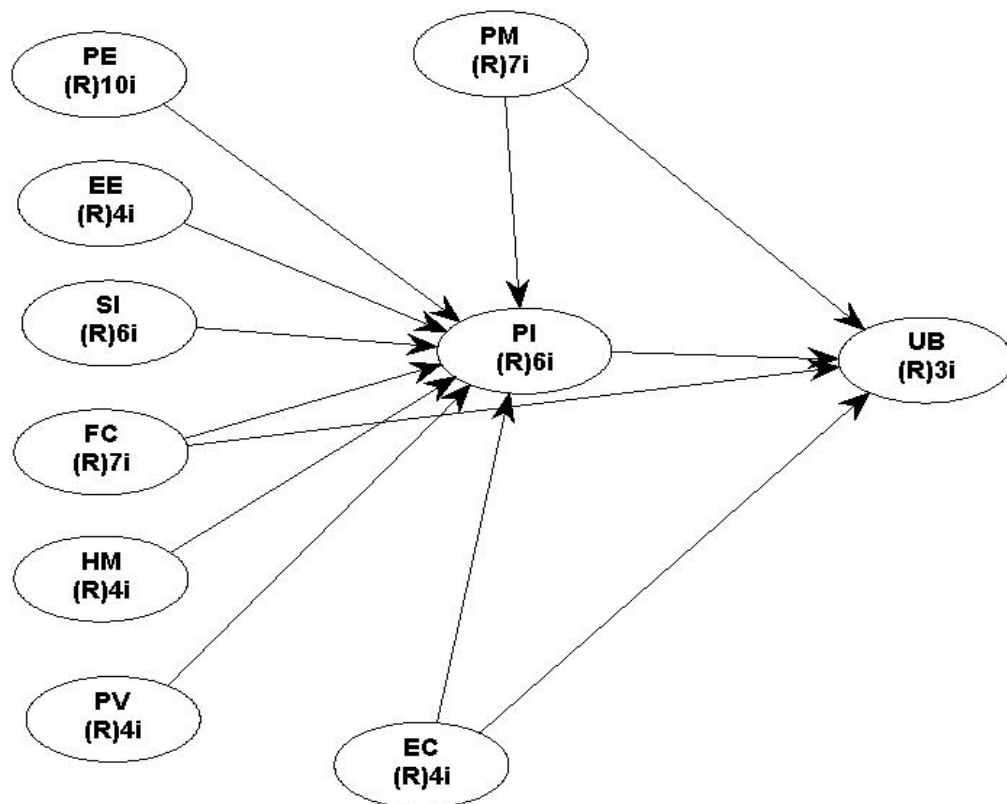 PE
(R)10i
PM
(R)7i
EE
(R)4i
SI
(R)6i
PI
(R)6i
UB
(R)3i
FC
(R)7i
HM
(R)4i
PV
(R)4i
EC
(R)4i